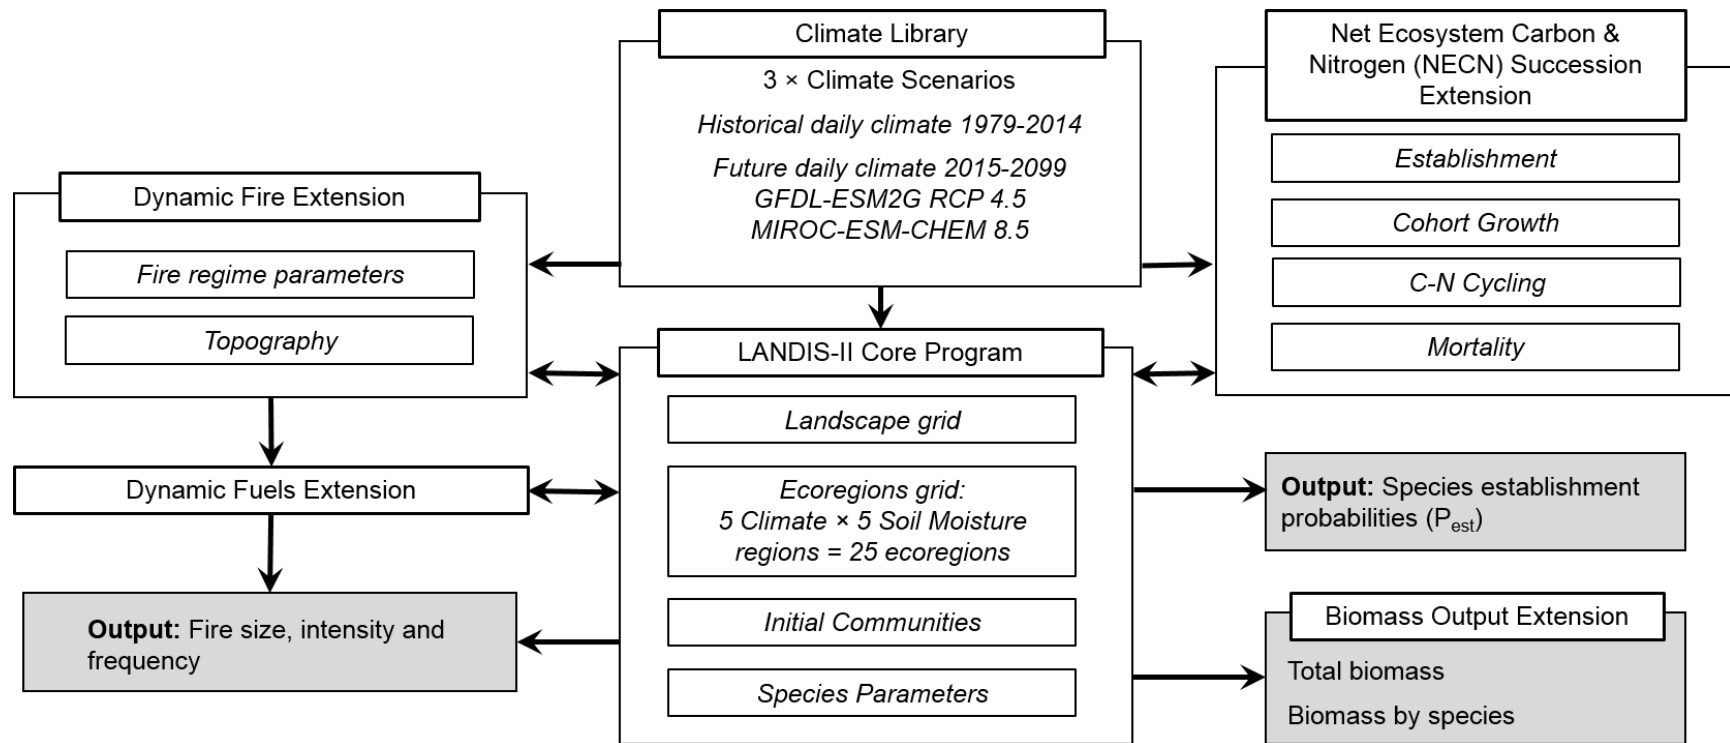 Climate Library
3 × Climate Scenarios
Historical daily climate 1979-2014
Future daily climate 2015-2099
GFDL-ESM2G RCP 4.5
MIROC-ESM-CHEM 8.5
Net Ecosystem Carbon &
Nitrogen (NECN) Succession
Extension
Establishment
Cohort Growth
C-N Cycling
Mortality
Dynamic Fire Extension
Fire regime parameters
Topography
LANDIS-II Core Program
Landscape grid
Ecoregions grid:
5 Climate × 5 Soil Moisture
regions = 25 ecoregions
Initial Communities
Species Parameters
Dynamic Fuels Extension
Output: Fire size, intensity and
frequency
Output: Species establishment
probabilities (Pest)
Biomass Output Extension
Total biomass
Biomass by species